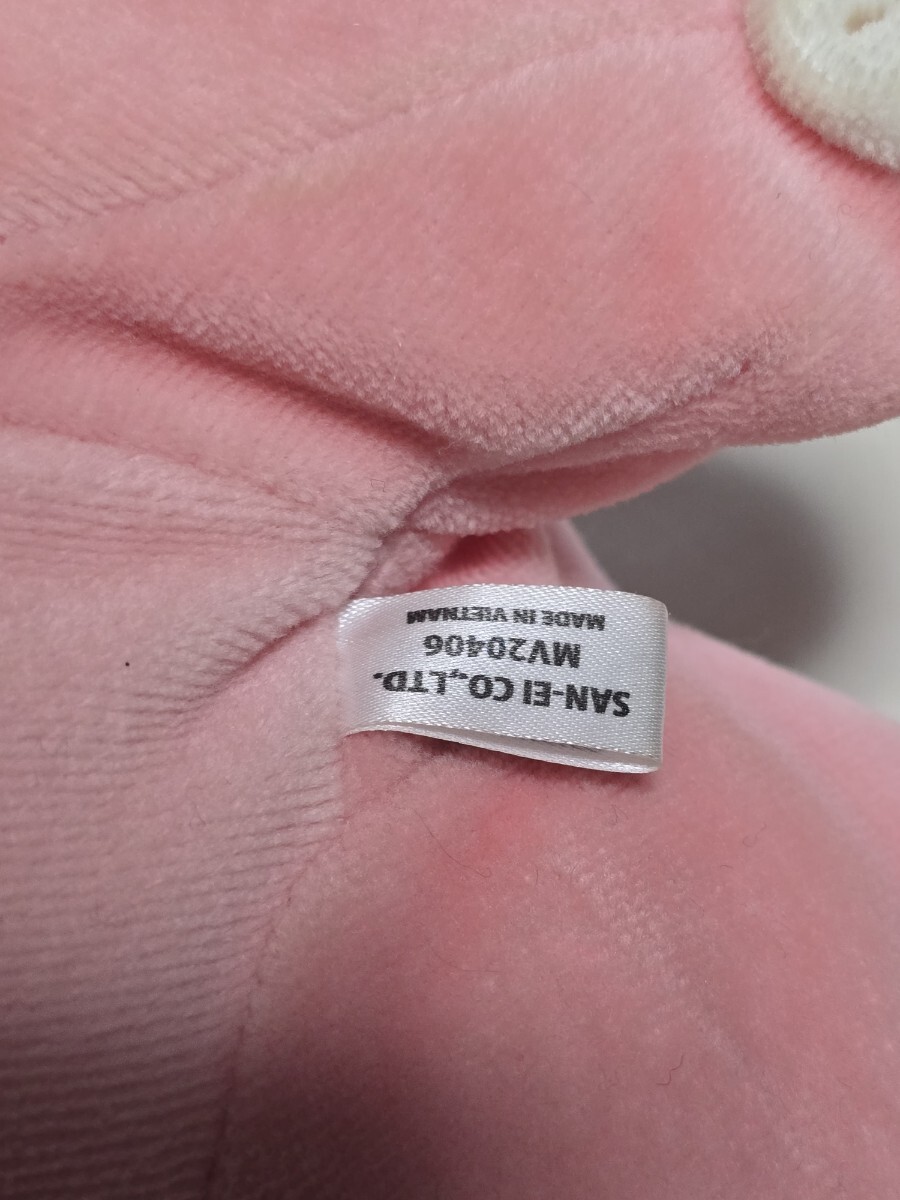 SAN-EI CO.,LTD.
MV20406
MADE IN VIETNAM